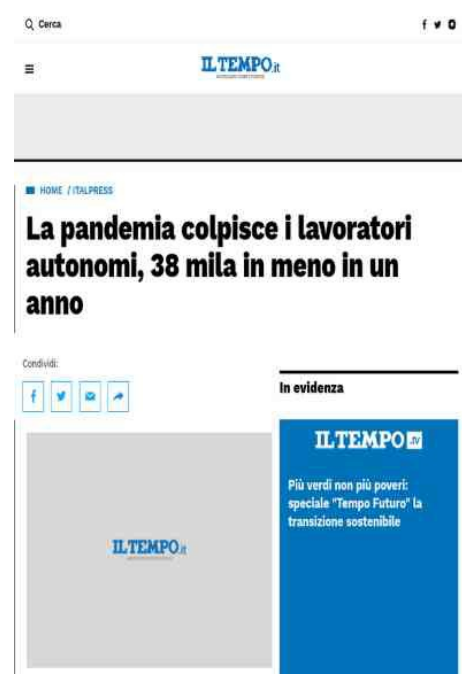 Cerca
IL TEMPO.it
HOME / ITALPRESS
La pandemia colpisce i lavoratori
autonomi, 38 mila in meno in un
anno
Condividi:
In evidenza
IL TEMPO TV
Più verdi non più poveri:
speciale "Tempo Futuro" la
transizione sostenibile
IL TEMPO.it